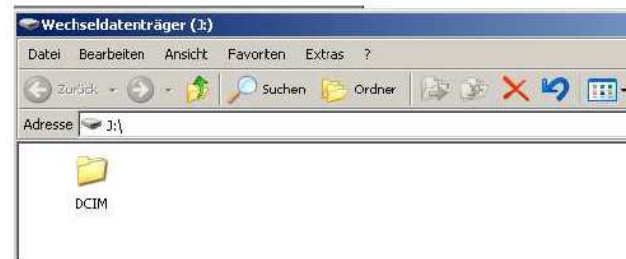 Wechseldatenträger (J:)
Datei Bearbeiten Ansicht Favoriten Extras ?
Zurück Suchen Ordner
Adresse J:\
DCIM